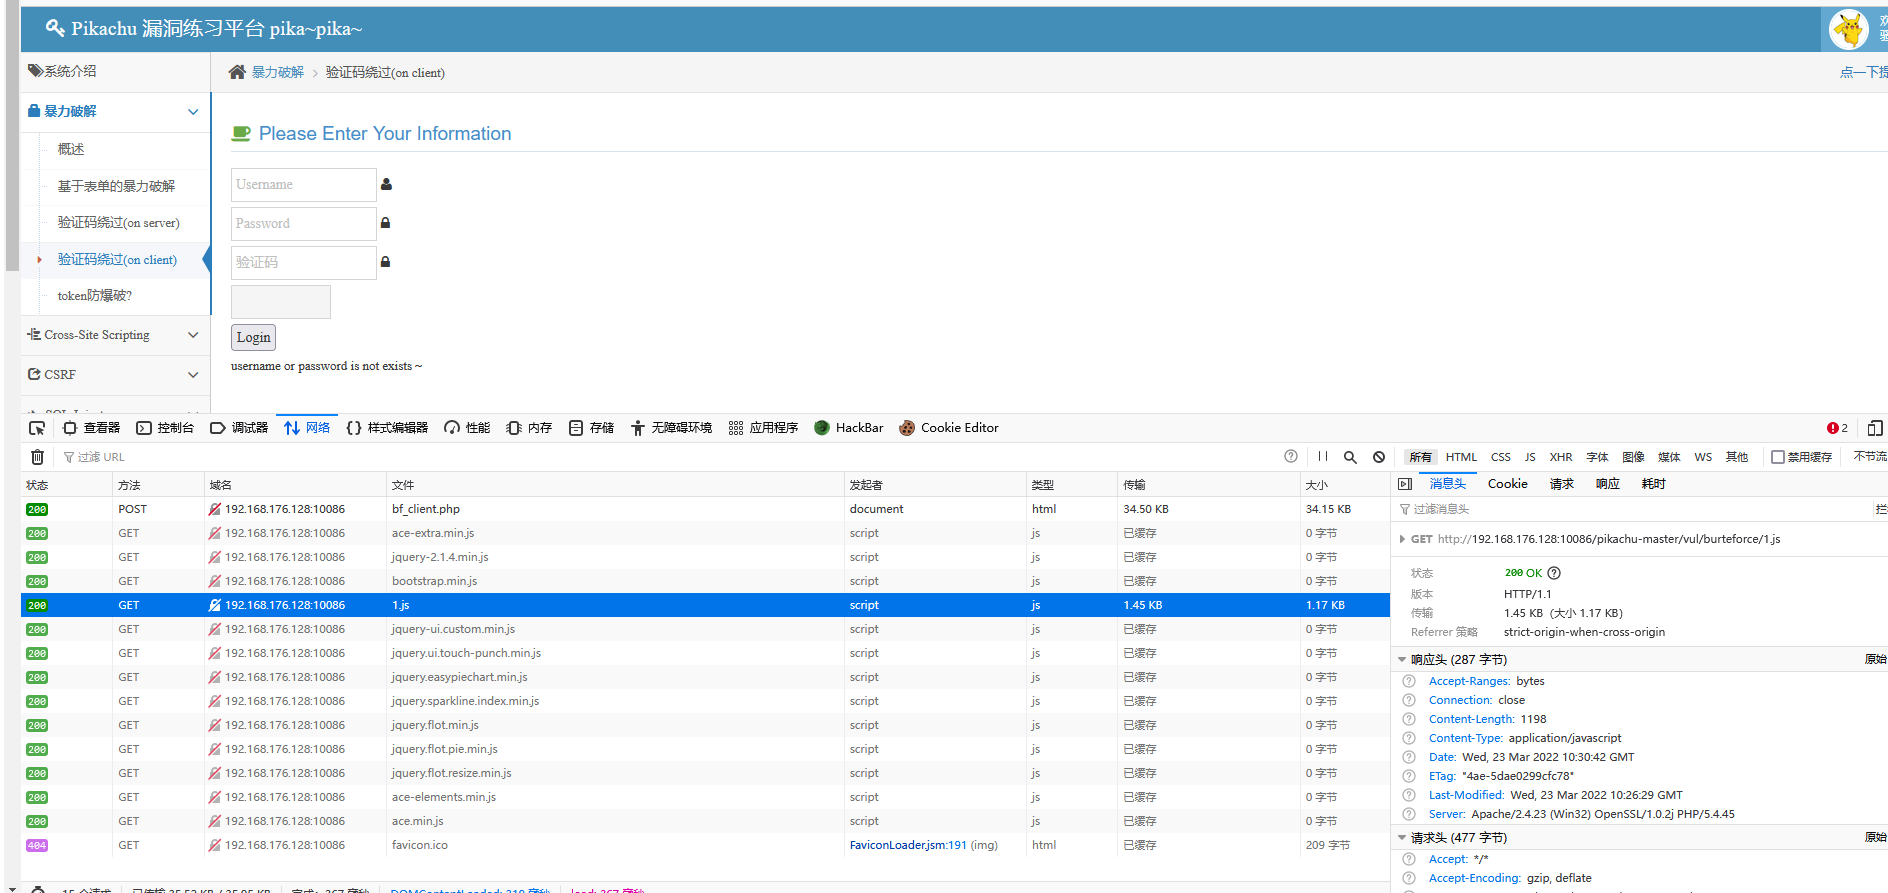 Pikachu 漏洞练习平台 pika~pika~
系统介绍
暴力破解 > 验证码绕过(on client)
点一下提
暴力破解
概述
基于表单的暴力破解
验证码绕过(on server)
验证码绕过(on client)
token防爆破?
Cross-Site Scripting
CSRF
Please Enter Your Information
Username
Password
验证码
Login
username or password is not exists～
查看器 控制台 调试器 网络 样式编辑器 性能 内存 存储 无障碍环境 应用程序 HackBar Cookie Editor 2
过滤 URL
所有 HTML CSS JS XHR 字体 图像 媒体 WS 其他 禁用缓存 不节流
状态 方法 域名 文件 发起者 类型 传输 大小
200 POST 192.168.176.128:10086 bf_client.php document html 34.50 KB 34.15 KB
200 GET 192.168.176.128:10086 ace-extra.min.js script js 已缓存 0 字节
200 GET 192.168.176.128:10086 jquery-2.1.4.min.js script js 已缓存 0 字节
200 GET 192.168.176.128:10086 bootstrap.min.js script js 已缓存 0 字节
200 GET 192.168.176.128:10086 1.js script js 1.45 KB 1.17 KB
200 GET 192.168.176.128:10086 jquery-ui.custom.min.js script js 已缓存 0 字节
200 GET 192.168.176.128:10086 jquery.ui.touch-punch.min.js script js 已缓存 0 字节
200 GET 192.168.176.128:10086 jquery.easypiechart.min.js script js 已缓存 0 字节
200 GET 192.168.176.128:10086 jquery.sparkline.index.min.js script js 已缓存 0 字节
200 GET 192.168.176.128:10086 jquery.flot.min.js script js 已缓存 0 字节
200 GET 192.168.176.128:10086 jquery.flot.pie.min.js script js 已缓存 0 字节
200 GET 192.168.176.128:10086 jquery.flot.resize.min.js script js 已缓存 0 字节
200 GET 192.168.176.128:10086 ace-elements.min.js script js 已缓存 0 字节
200 GET 192.168.176.128:10086 ace.min.js script js 已缓存 0 字节
404 GET 192.168.176.128:10086 favicon.ico FaviconLoader.jsm:191 (img) html 已缓存 209 字节
消息头 Cookie 请求 响应 耗时
过滤消息头
GET http://192.168.176.128:10086/pikachu-master/vul/burteforce/1.js
状态 200 OK
版本 HTTP/1.1
传输 1.45 KB (大小 1.17 KB)
Referrer 策略 strict-origin-when-cross-origin
响应头 (287 字节) 原始
Accept-Ranges: bytes
Connection: close
Content-Length: 1198
Content-Type: application/javascript
Date: Wed, 23 Mar 2022 10:30:42 GMT
ETag: "4ae-5dae0299cfc78"
Last-Modified: Wed, 23 Mar 2022 10:26:29 GMT
Server: Apache/2.4.23 (Win32) OpenSSL/1.0.2j PHP/5.4.45
请求头 (477 字节) 原始
Accept: */*
Accept-Encoding: gzip, deflate